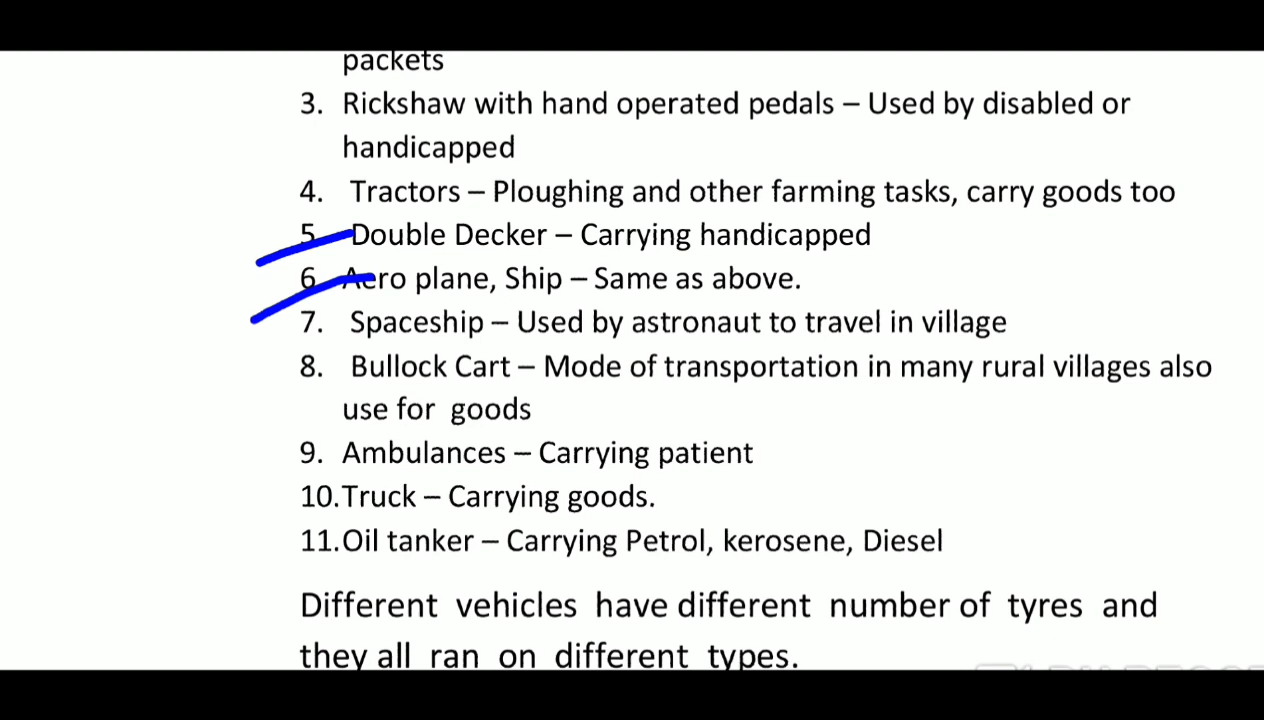 packets
3. Rickshaw with hand operated pedals – Used by disabled or
handicapped
4. Tractors – Ploughing and other farming tasks, carry goods too
5. Double Decker – Carrying handicapped
6. Aero plane, Ship – Same as above.
7. Spaceship – Used by astronaut to travel in village
8. Bullock Cart – Mode of transportation in many rural villages also
use for goods
9. Ambulances – Carrying patient
10.Truck – Carrying goods.
11.Oil tanker – Carrying Petrol, kerosene, Diesel
Different vehicles have different number of tyres and
they all ran on different types.